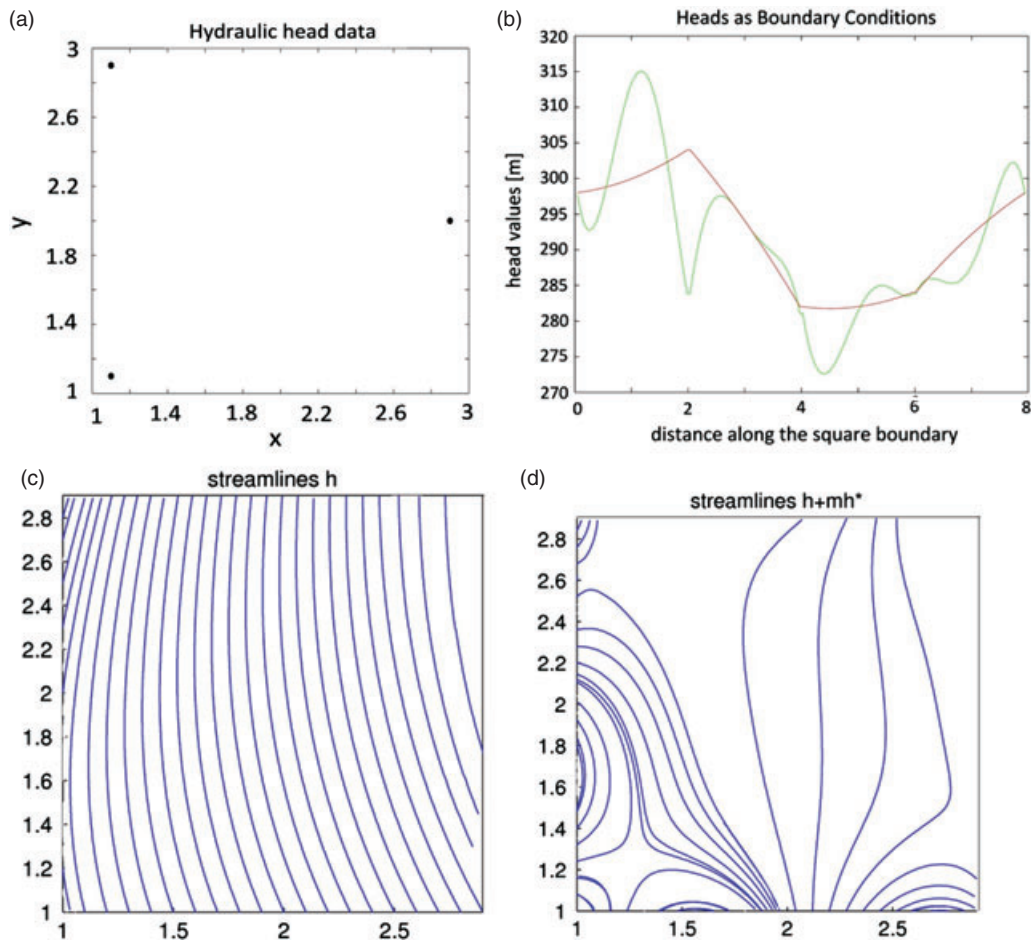 (a)
Hydraulic head data
3
2.6
2.2
1.8
1.4
1
y
1 1.4 1.8 2.2 2.6 3
x
(b)
Heads as Boundary Conditions
320
315
310
305
300
295
290
285
280
275
270
head values [m]
0 2 4 6 8
distance along the square boundary
(c)
streamlines h
2.8
2.6
2.4
2.2
2
1.8
1.6
1.4
1.2
1
1 1.5 2 2.5
(d)
streamlines h+mh*
2.8
2.6
2.4
2.2
2
1.8
1.6
1.4
1.2
1
1 1.5 2 2.5